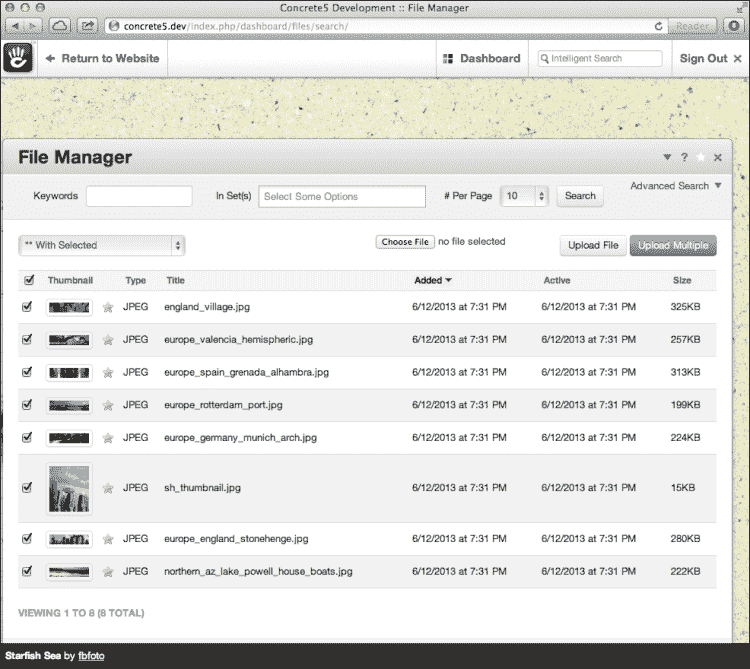 Concrete5 Development :: File Manager
concrete5.dev/index.php/dashboard/files/search/
Reader
Return to Website
Dashboard
Intelligent Search
Sign Out
File Manager
?
Advanced Search
Keywords
In Set(s)
Select Some Options
# Per Page
10
Search
** With Selected
Choose File no file selected
Upload File
Upload Multiple
Thumbnail Type Title Added Active Size
JPEG england_village.jpg 6/12/2013 at 7:31 PM 6/12/2013 at 7:31 PM 325KB
JPEG europe_valencia_hemispheric.jpg 6/12/2013 at 7:31 PM 6/12/2013 at 7:31 PM 257KB
JPEG europe_spain_grenada_alhambra.jpg 6/12/2013 at 7:31 PM 6/12/2013 at 7:31 PM 313KB
JPEG europe_rotterdam_port.jpg 6/12/2013 at 7:31 PM 6/12/2013 at 7:31 PM 199KB
JPEG europe_germany_munich_arch.jpg 6/12/2013 at 7:31 PM 6/12/2013 at 7:31 PM 224KB
JPEG sh_thumbnail.jpg 6/12/2013 at 7:31 PM 6/12/2013 at 7:31 PM 15KB
JPEG europe_england_stonehenge.jpg 6/12/2013 at 7:31 PM 6/12/2013 at 7:31 PM 280KB
JPEG northern_az_lake_powell_house_boats.jpg 6/12/2013 at 7:31 PM 6/12/2013 at 7:31 PM 222KB
VIEWING 1 TO 8 (8 TOTAL)
Starfish Sea by fbfoto